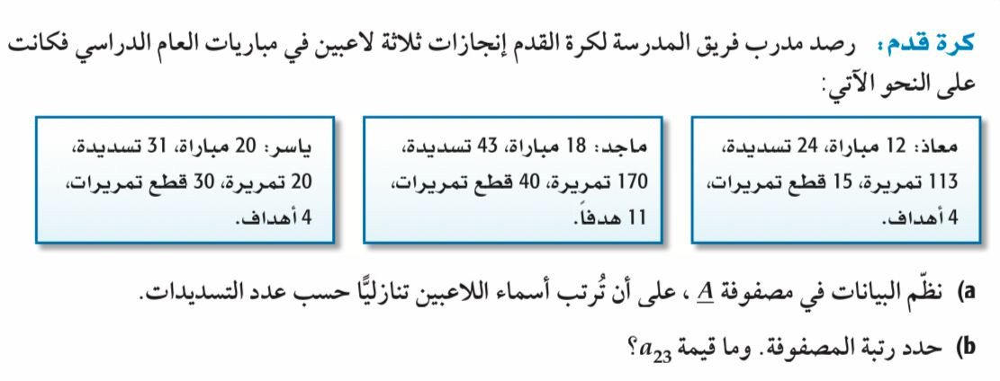 كرة قدم: رصد مدرب فريق المدرسة لكرة القدم إنجازات ثلاثة لاعبين في مباريات العام الدراسي فكانت
على النحو الآتي:
معاذ: 12 مباراة، 24 تسديدة،
113 تمريرة، 15 قطع تمريرات،
4 أهداف.
ماجد: 18 مباراة، 43 تسديدة،
170 تمريرة، 40 قطع تمريرات،
11 هدفاً.
ياسر: 20 مباراة، 31 تسديدة،
20 تمريرة، 30 قطع تمريرات،
4 أهداف.
(a نظّم البيانات في مصفوفة A ، على أن تُرتب أسماء اللاعبين تنازليًّا حسب عدد التسديدات.
(b حدد رتبة المصفوفة. وما قيمة a23؟